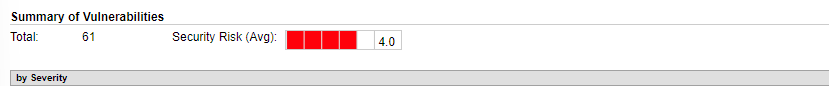 Summary of Vulnerabilities
Total: 61 Security Risk (Avg): 4.0
by Severity